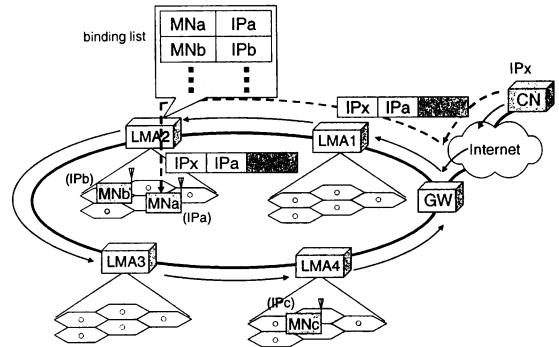 binding list
MNa IPa
MNb IPb
IPx
CN
IPx IPa
Internet
LMA2
LMA1
IPx IPa
GW
(IPb)
MNb
MNa
(IPa)
LMA3
LMA4
(IPc)
MNc